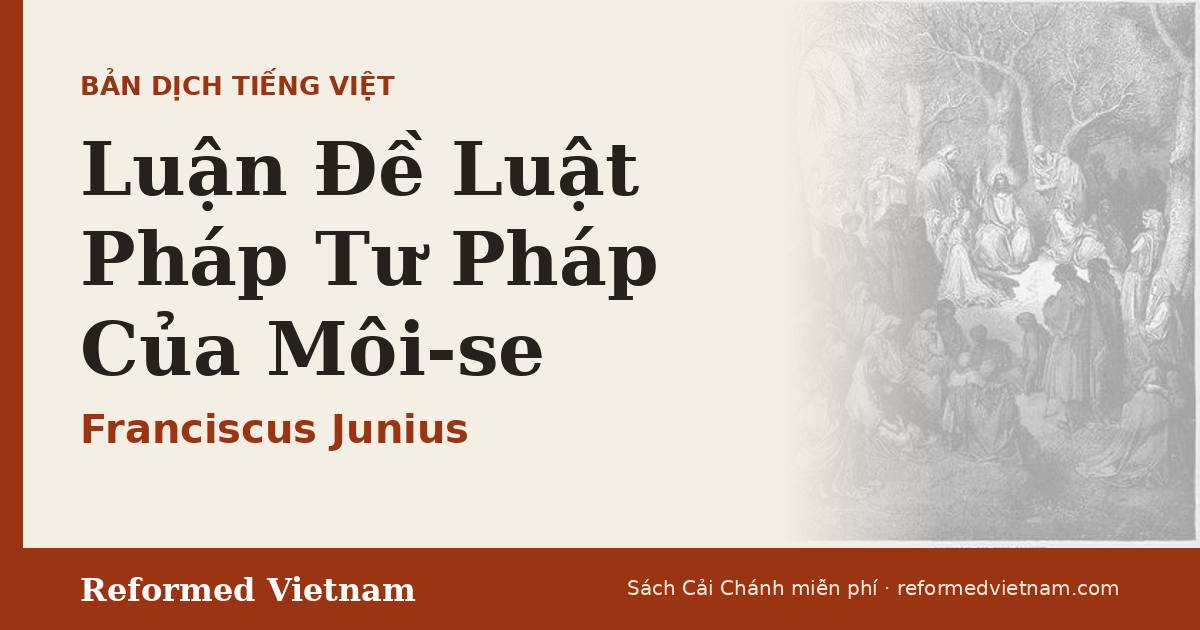 BẢN DỊCH TIẾNG VIỆT
Luận Đề Luật
Pháp Tư Pháp
Của Môi-se
Franciscus Junius
Reformed Vietnam
Sách Cải Chánh miễn phí · reformedvietnam.com